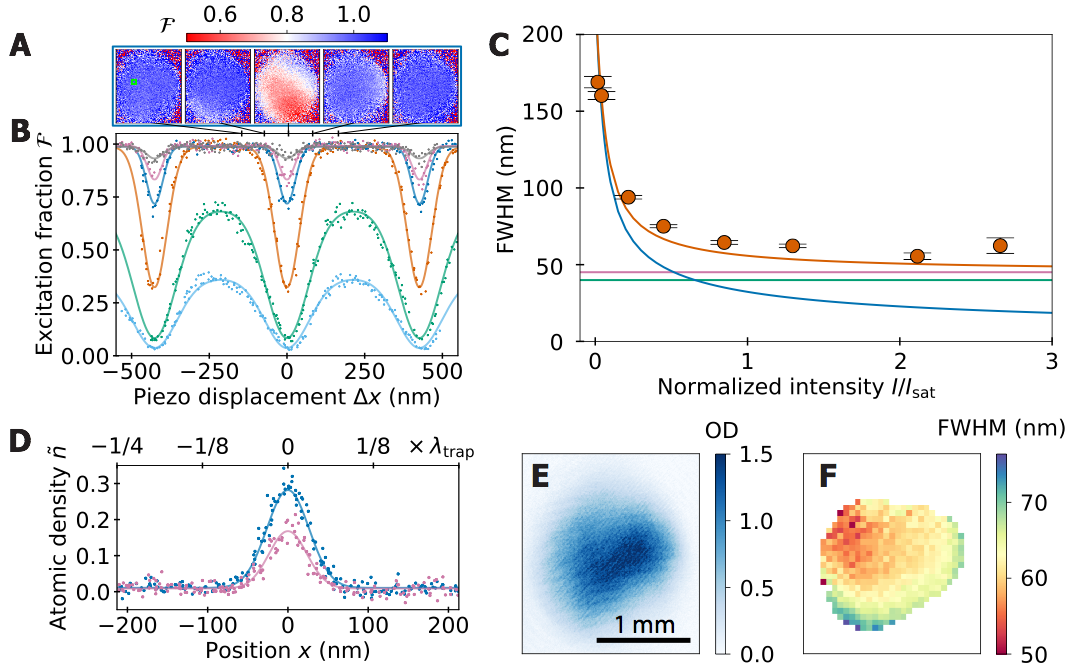 ℱ
0.6 0.8 1.0
A
B
1.00
0.75
0.50
0.25
0.00
Excitation fraction ℱ
−500 −250 0 250 500
Piezo displacement Δx (nm)
C
200
150
100
50
0
FWHM (nm)
0 1 2 3
Normalized intensity I/Isat
D
−1/4 −1/8 0 1/8 × λtrap
0.3
0.2
0.1
0.0
Atomic density ñ
−200 −100 0 100 200
Position x (nm)
E
OD
1.5
1.0
0.5
0.0
1 mm
F
FWHM (nm)
70
60
50